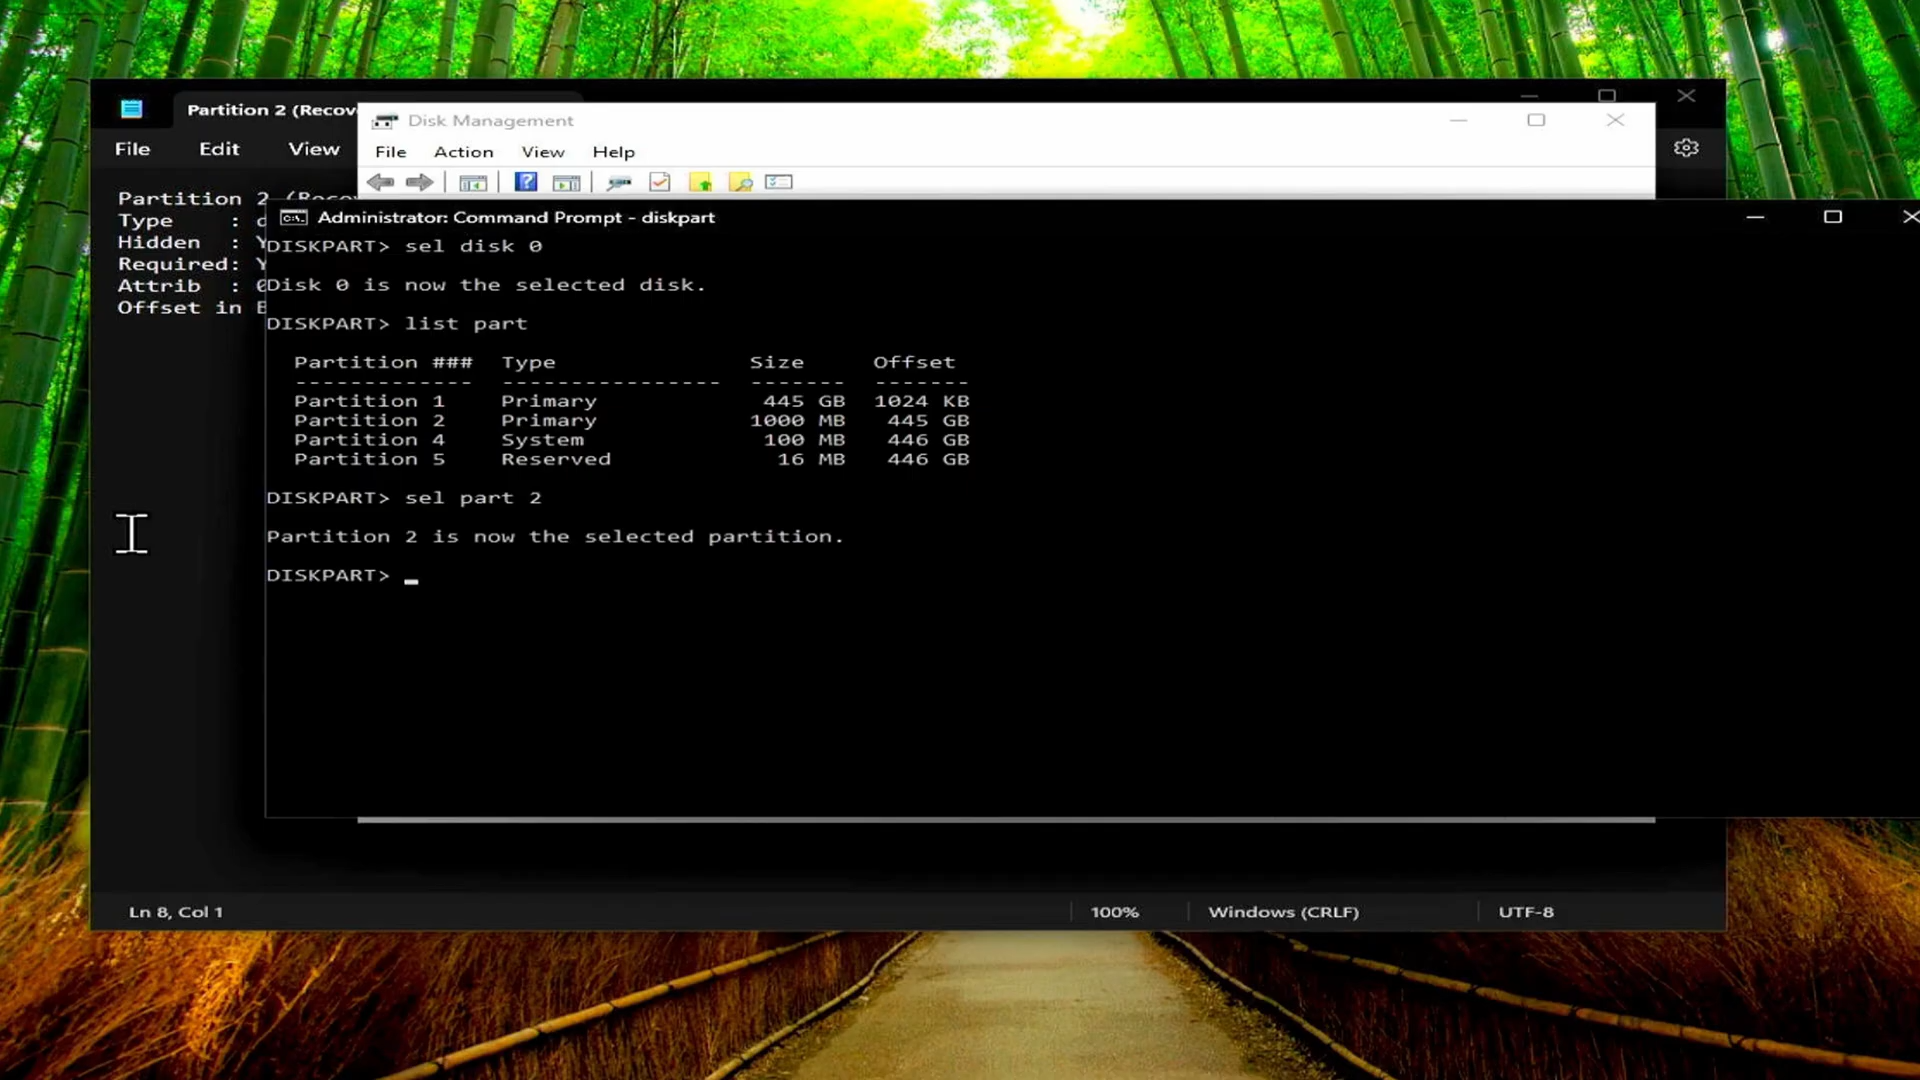 Partition 2 (Recov
File Edit View
Disk Management
File Action View Help
Partition 2 (Recov
Type : d
Hidden : Y
Required: Y
Attrib : 0
Offset in B
Administrator: Command Prompt - diskpart
DISKPART> sel disk 0
Disk 0 is now the selected disk.
DISKPART> list part
Partition ### Type Size Offset
------------- ---------------- ------- -------
Partition 1 Primary 445 GB 1024 KB
Partition 2 Primary 1000 MB 445 GB
Partition 4 System 100 MB 446 GB
Partition 5 Reserved 16 MB 446 GB
DISKPART> sel part 2
Partition 2 is now the selected partition.
DISKPART> _
Ln 8, Col 1 100% Windows (CRLF) UTF-8